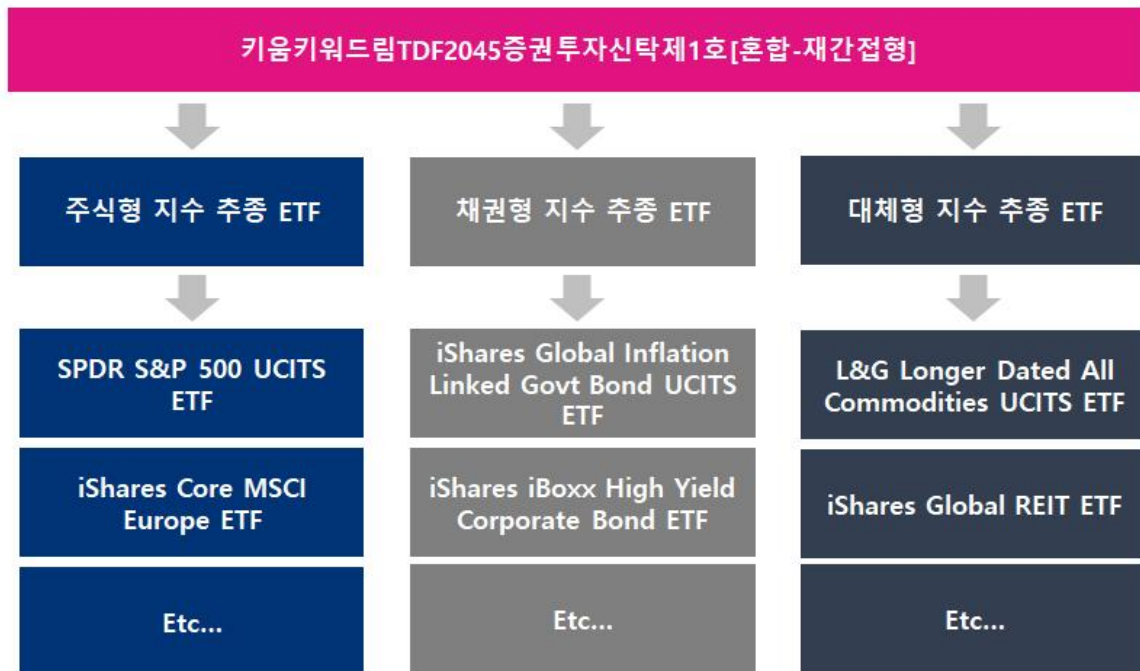 키움키워드림TDF2045증권투자신탁제1호[혼합-재간접형]
주식형 지수 추종 ETF
채권형 지수 추종 ETF
대체형 지수 추종 ETF
SPDR S&P 500 UCITS
ETF
iShares Global Inflation
Linked Govt Bond UCITS
ETF
L&G Longer Dated All
Commodities UCITS ETF
iShares Core MSCI
Europe ETF
iShares iBoxx High Yield
Corporate Bond ETF
iShares Global REIT ETF
Etc...
Etc...
Etc...